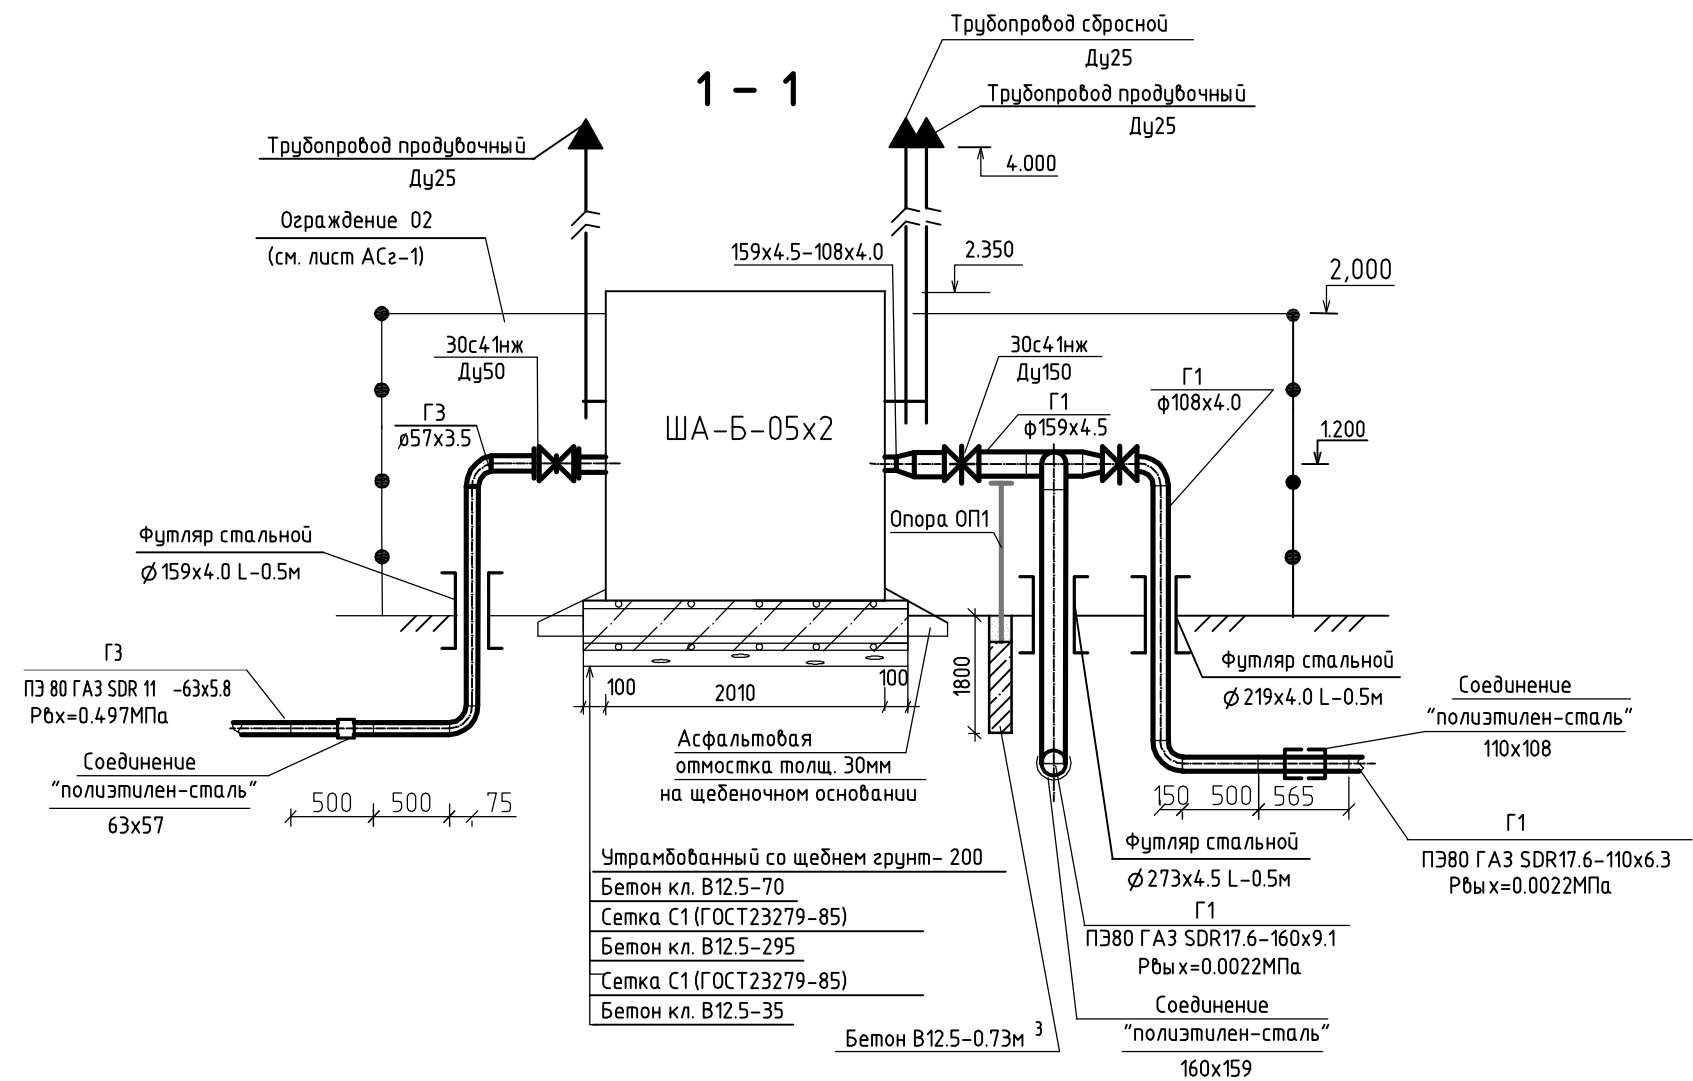 1 - 1
Трубопровод сбросной
Ду25
Трубопровод продувочный
Ду25
4.000
Трубопровод продувочный
Ду25
Ограждение 02
(см. лист АСг-1)
159х4.5-108х4.0
2.350
2,000
30с41нж
Ду50
30с41нж
Ду150
Г1
ф108х4.0
Г3
ø57х3.5
ША-Б-05х2
Г1
ф159х4.5
1.200
Футляр стальной
Ø159х4.0 L-0.5м
Опора ОП1
Г3
ПЭ 80 ГАЗ SDR 11 -63х5.8
Рвх=0.497МПа
Соединение
"полиэтилен-сталь"
63х57
500
500
75
100
2010
100
1800
Асфальтовая
отмостка толщ. 30мм
на щебеночном основании
Футляр стальной
Ø219х4.0 L-0.5м
Соединение
"полиэтилен-сталь"
110х108
150
500
565
Г1
ПЭ80 ГАЗ SDR17.6-110х6.3
Рвых=0.0022МПа
Футляр стальной
Ø273х4.5 L-0.5м
Г1
ПЭ80 ГАЗ SDR17.6-160х9.1
Рвых=0.0022МПа
Соединение
"полиэтилен-сталь"
160х159
Утрамбованный со щебнем грунт- 200
Бетон кл. В12.5-70
Сетка С1 (ГОСТ23279-85)
Бетон кл. В12.5-295
Сетка С1 (ГОСТ23279-85)
Бетон кл. В12.5-35
Бетон В12.5-0.73м ³